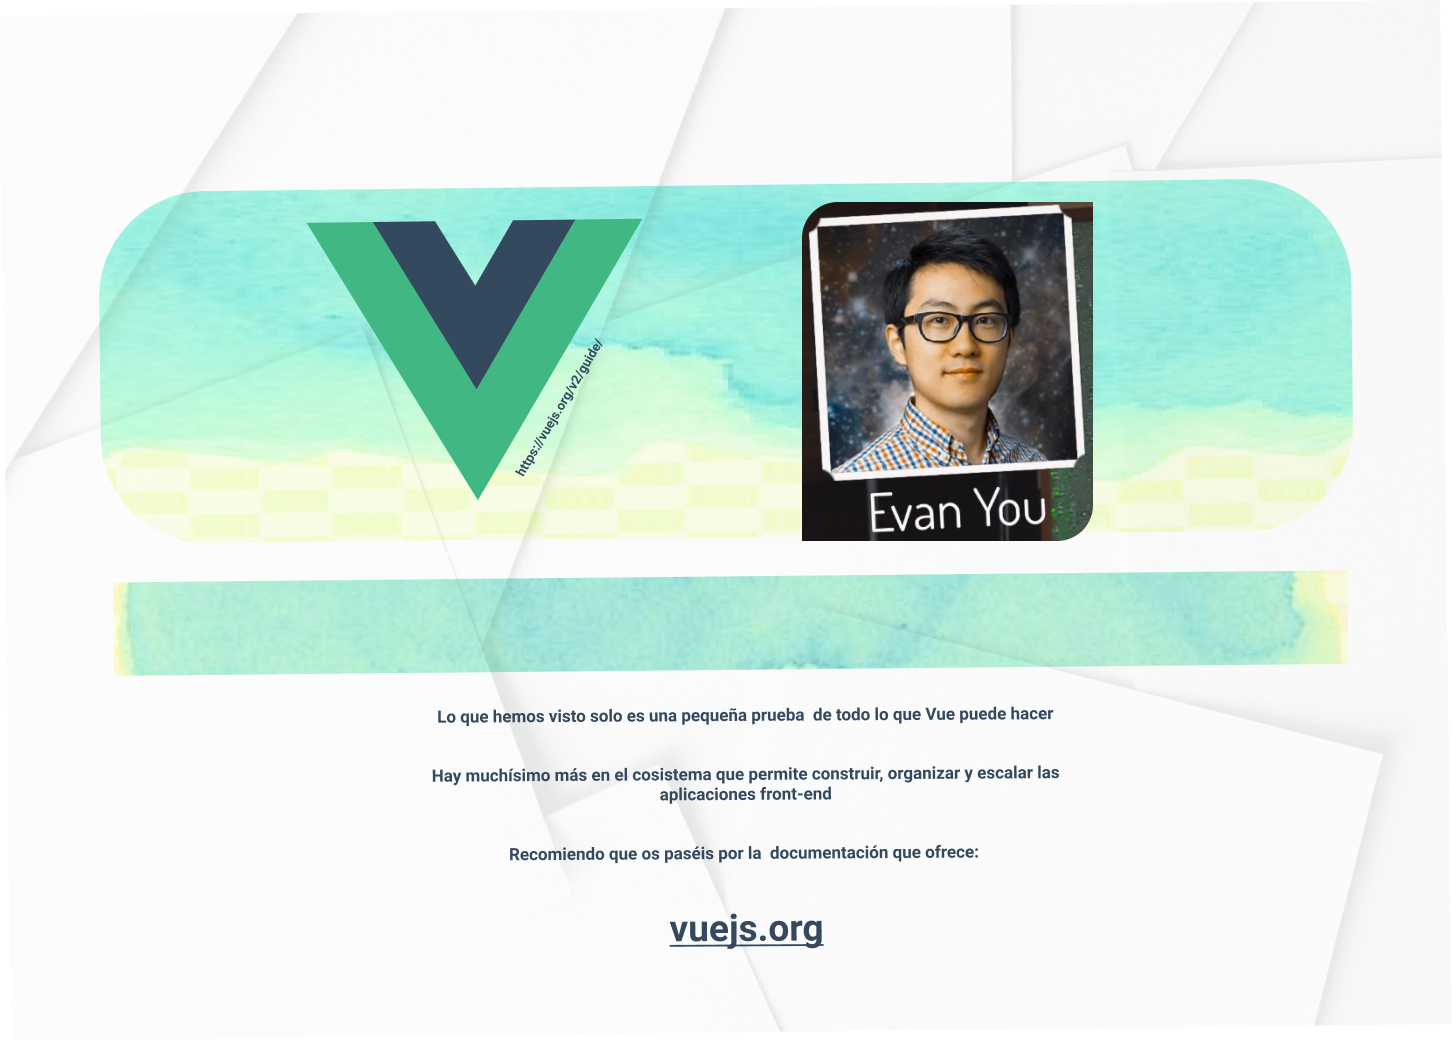 https://vuejs.org/v2/guide/
Evan You
Lo que hemos visto solo es una pequeña prueba  de todo lo que Vue puede hacer
Hay muchísimo más en el cosistema que permite construir, organizar y escalar las
aplicaciones front-end
Recomiendo que os paséis por la  documentación que ofrece:
vuejs.org